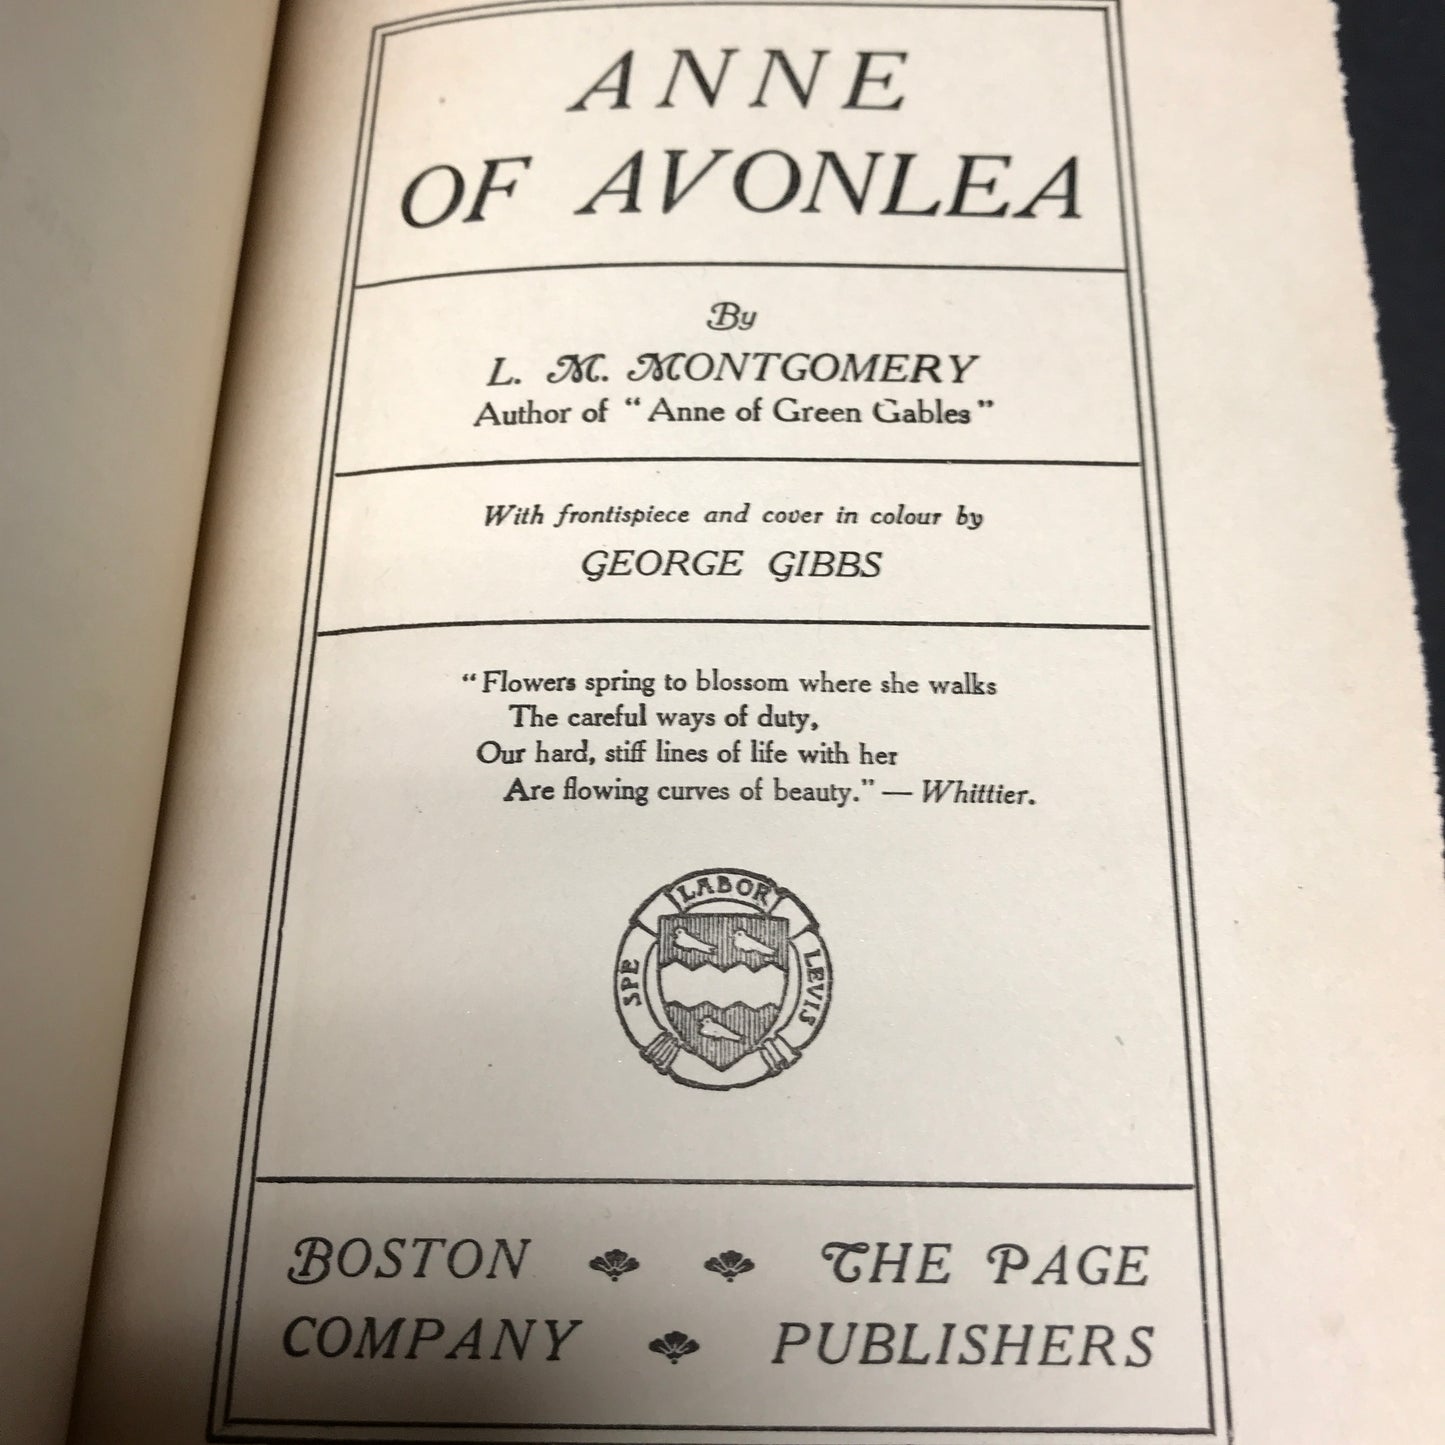 ANNE
OF AVONLEA
By
L. M. MONTGOMERY
Author of “Anne of Green Gables”
With frontispiece and cover in colour by
GEORGE GIBBS
“Flowers spring to blossom where she walks
The careful ways of duty,
Our hard, stiff lines of life with her
Are flowing curves of beauty.” — Whittier.
SPE LABOR LEVIS
BOSTON THE PAGE
COMPANY PUBLISHERS